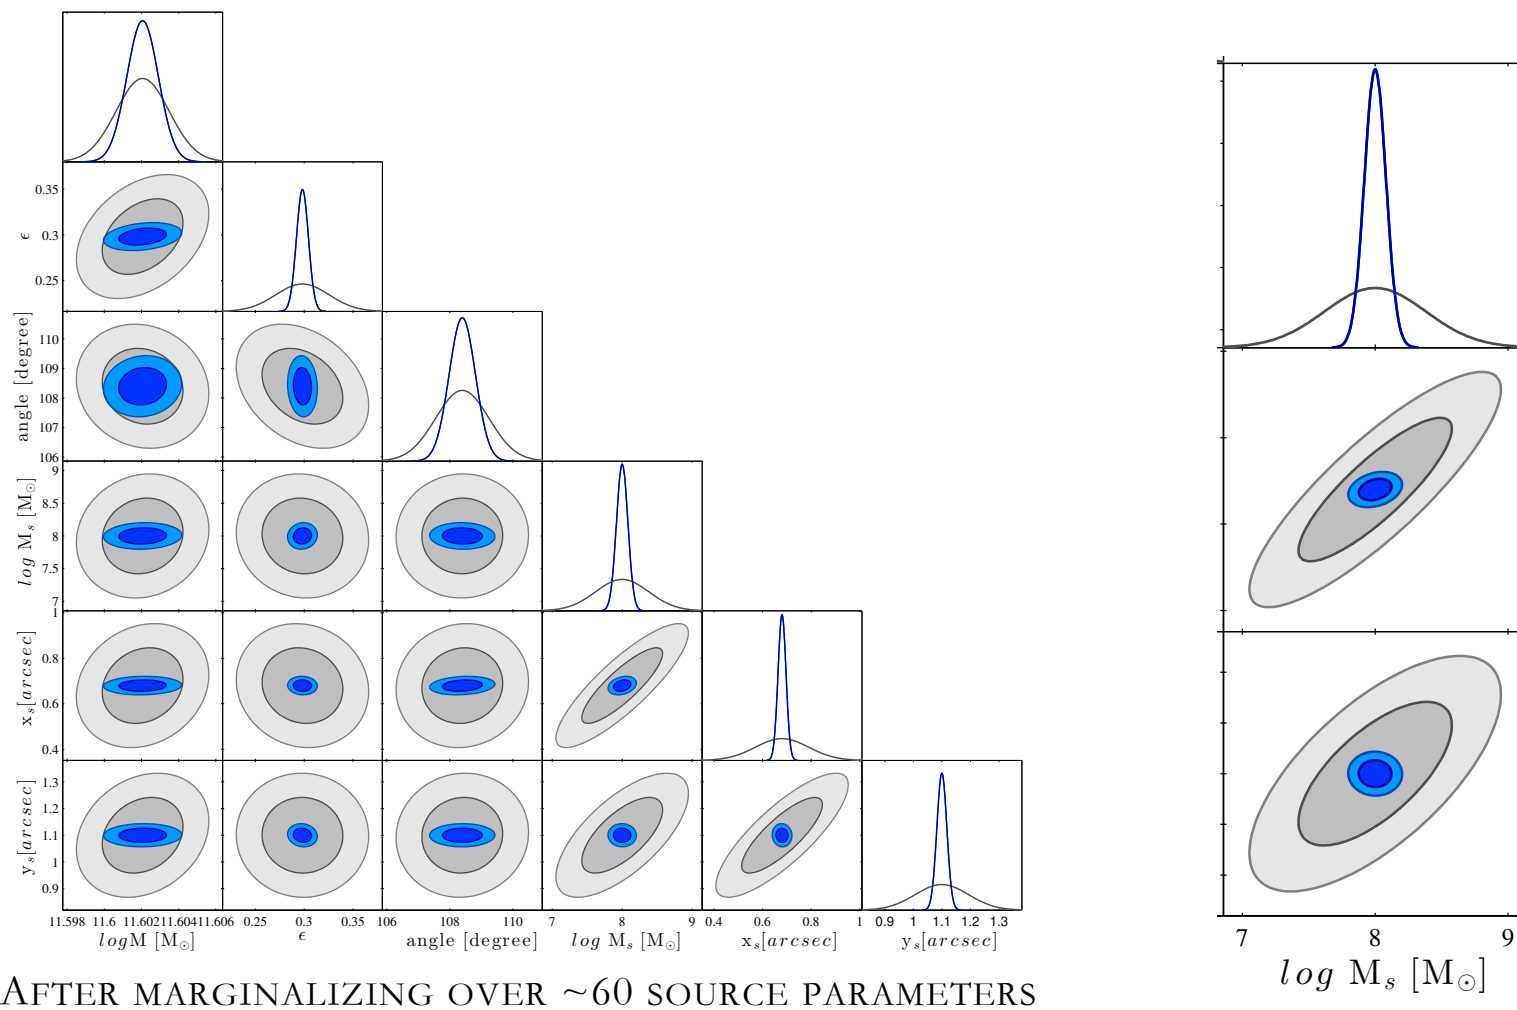 0.35
0.3
0.25
ϵ
110
109
108
107
106
angle [degree]
9
8.5
8
7.5
7
log M_s [M_⊙]
1
0.8
0.6
0.4
x_s[arcsec]
1.3
1.2
1.1
1
0.9
y_s[arcsec]
11.598 11.6 11.602 11.604 11.606 0.25 0.3 0.35 106 108 110 7 8 9 0.4 0.6 0.8 1 0.9 1 1.1 1.2 1.3
logM [M_⊙] ϵ angle [degree] log M_s [M_⊙] x_s[arcsec] y_s[arcsec]
7 8 9
log M_s [M_⊙]
AFTER MARGINALIZING OVER ~60 SOURCE PARAMETERS